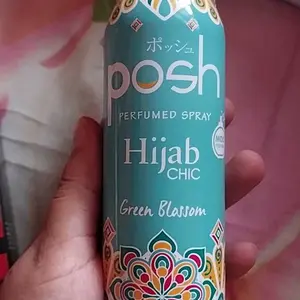 ポッシュ
posh
PERFUMED SPRAY
Hijab
CHIC
Green Blossom